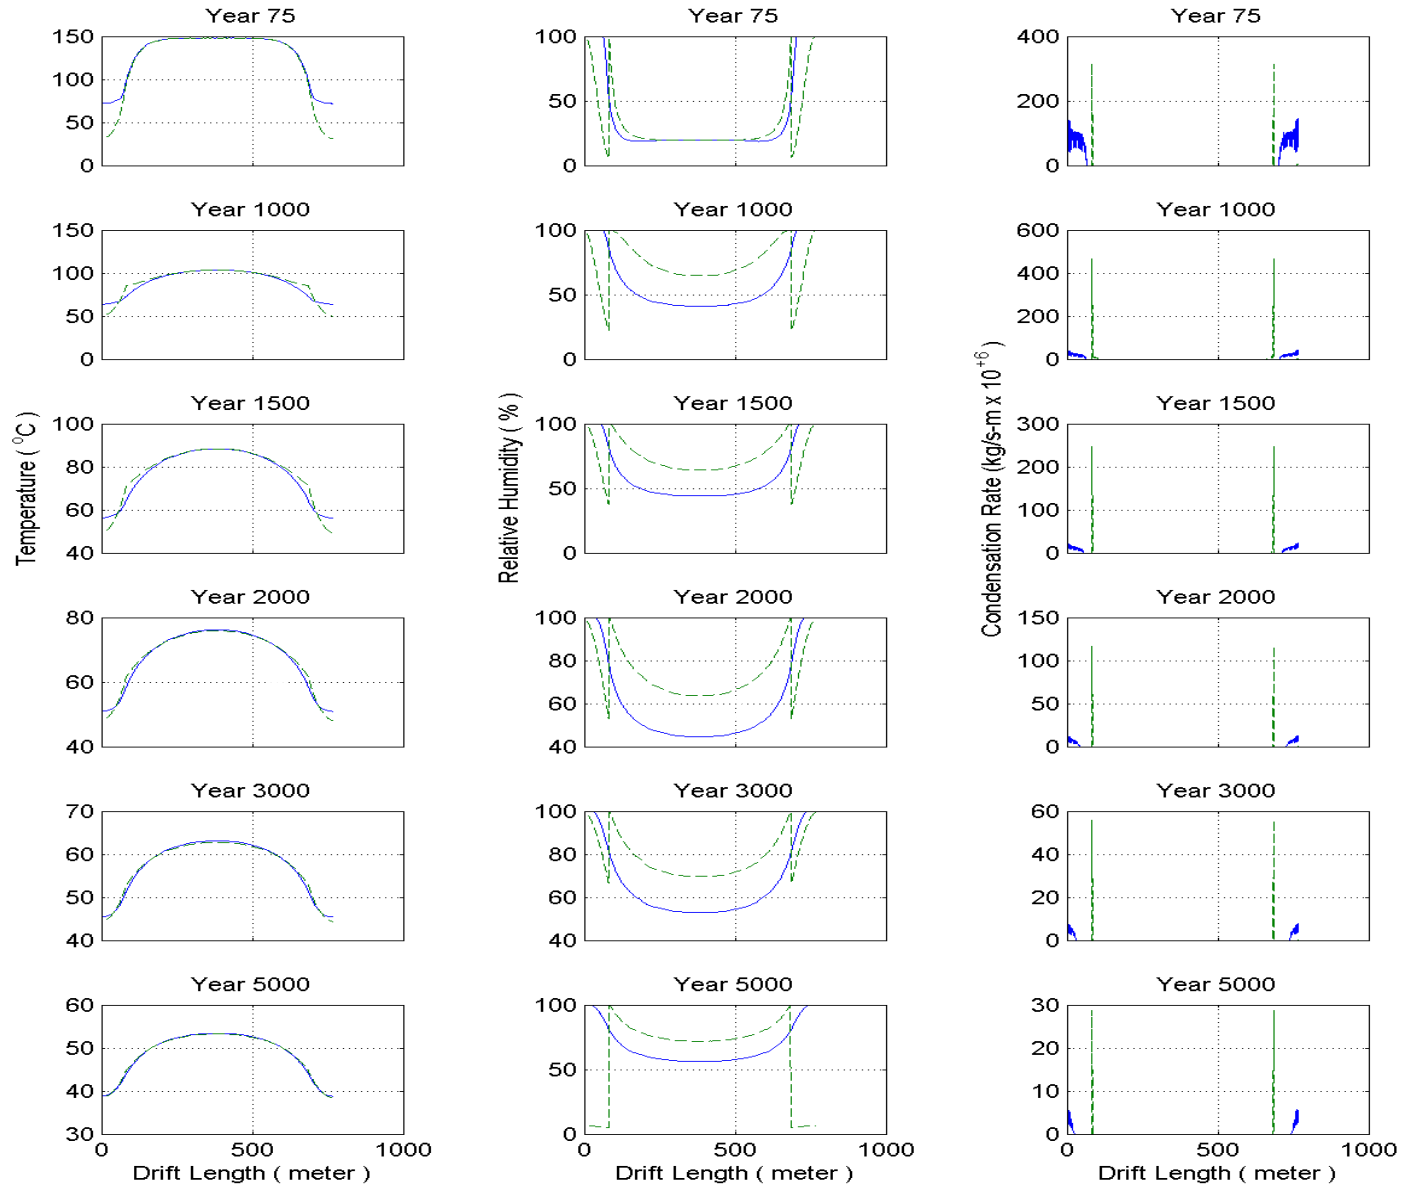 Year 75
Year 75
Year 75
150
100
50
0
100
50
0
400
200
0
Year 1000
Year 1000
Year 1000
150
100
50
0
100
50
0
600
400
200
0
Year 1500
Year 1500
Year 1500
100
80
60
40
100
50
0
300
200
100
0
Temperature ( ⁰C)
Relative Humidity ( % )
Condensation Rate (kg/s-m x 10⁺⁶ )
Year 2000
Year 2000
Year 2000
80
60
40
100
80
60
40
150
100
50
0
Year 3000
Year 3000
Year 3000
70
60
50
40
100
80
60
40
60
40
20
0
Year 5000
Year 5000
Year 5000
60
50
40
30
100
50
0
30
20
10
0
0 500 1000
0 500 1000
0 500 1000
Drift Length ( meter )
Drift Length ( meter )
Drift Length ( meter )